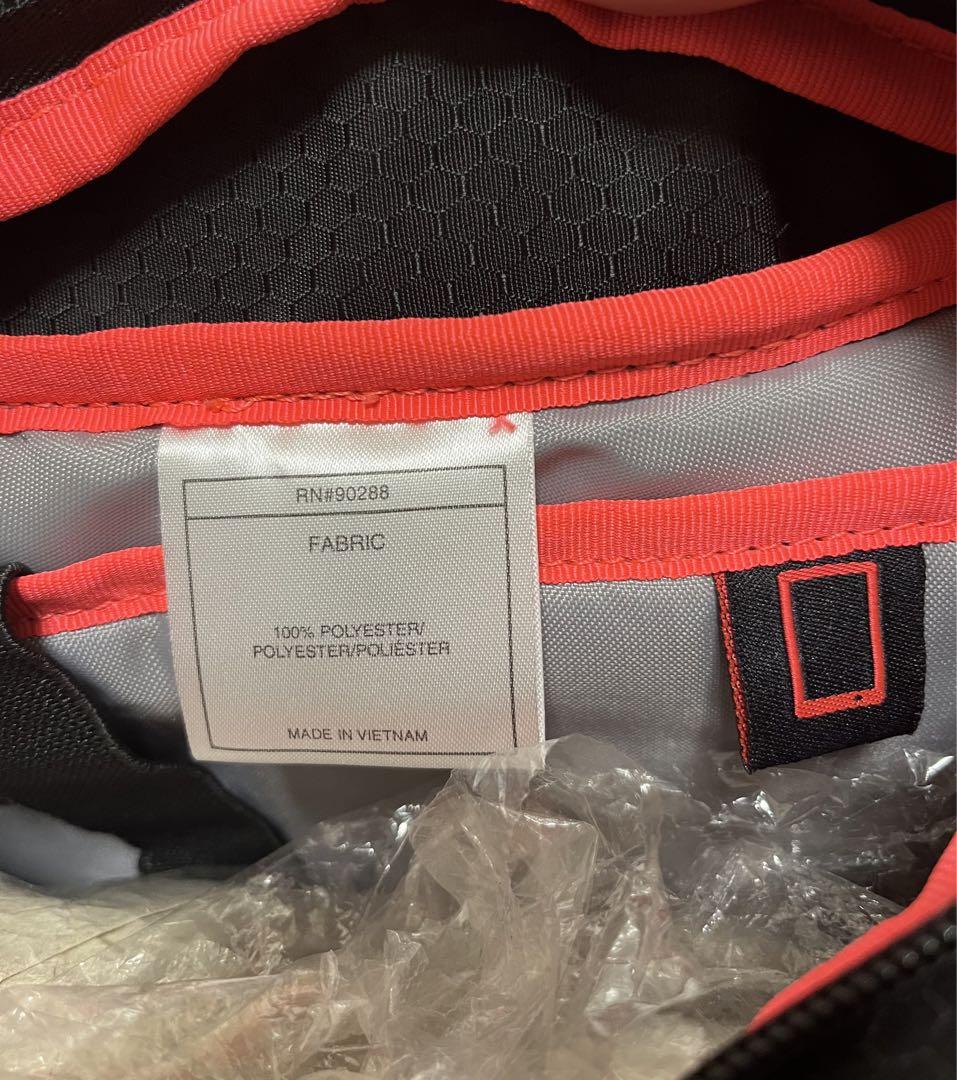 RN#90288
FABRIC
100% POLYESTER/
POLYESTER/POLIÉSTER
MADE IN VIETNAM